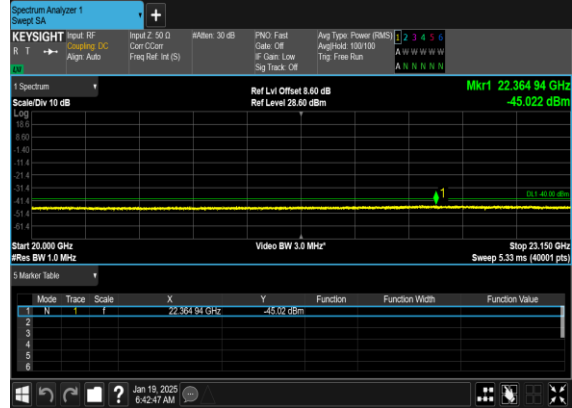 Spectrum Analyzer 1
Swept SA
+
KEYSIGHT Input: RF Input Z: 50 Ω #Atten: 30 dB PNO: Fast Avg Type: Power (RMS) 1 2 3 4 5 6
R T Coupling: DC Corr CCorr Gate: Off Avg|Hold: 100/100 A W W W W W
Align: Auto Freq Ref: Int (S) IF Gain: Low Trig: Free Run
Sig Track: Off A N N N N N
1 Spectrum Ref Lvl Offset 8.60 dB Mkr1 22.364 94 GHz
Scale/Div 10 dB Ref Level 28.60 dBm -45.022 dBm
Log
18.6
8.60
-1.40
-11.4
-21.4
-31.4 1
-41.4 DL1 -40.00 dBm
-51.4
-61.4
Start 20.000 GHz Video BW 3.0 MHz* Stop 23.150 GHz
#Res BW 1.0 MHz Sweep 5.33 ms (40001 pts)
5 Marker Table
Mode Trace Scale X Y Function Function Width Function Value
1 N 1 f 22.364 94 GHz -45.02 dBm
2
3
4
5
6
? Jan 19, 2025
6:42:47 AM